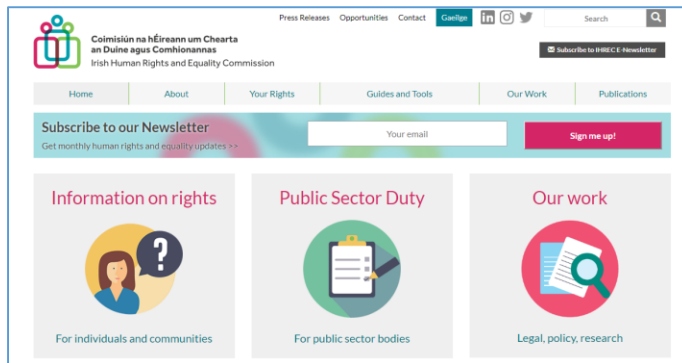 Press Releases Opportunities Contact Gaeilge
Search
Coimisiún na hÉireann um Chearta
an Duine agus Comhionannas
Irish Human Rights and Equality Commission
Subscribe to IHREC E-Newsletter
Home About Your Rights Guides and Tools Our Work Publications
Subscribe to our Newsletter
Get monthly human rights and equality updates >>
Your email
Sign me up!
Information on rights Public Sector Duty Our work
?
For individuals and communities For public sector bodies Legal, policy, research